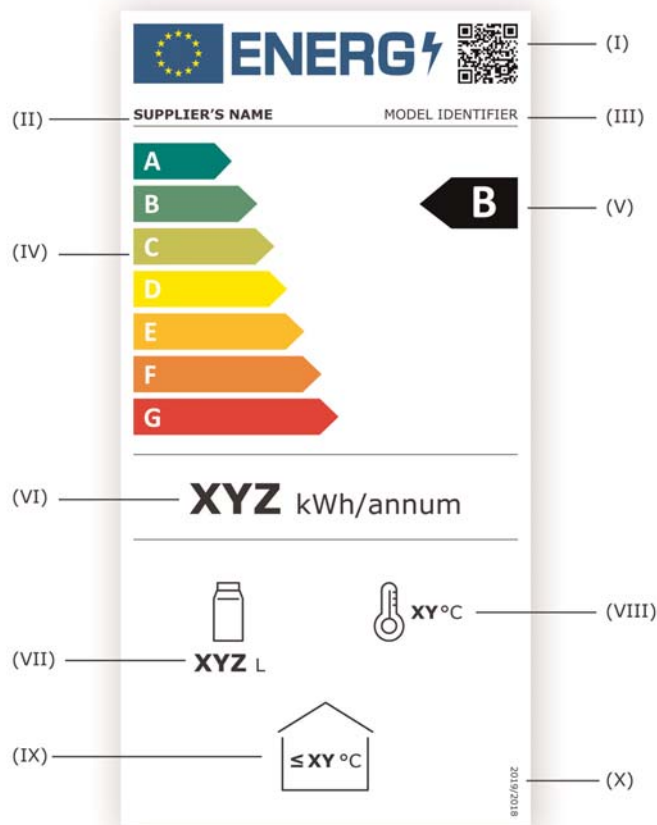 ENERG
(I)
(II)
SUPPLIER'S NAME
MODEL IDENTIFIER
(III)
A
B
B
(V)
(IV)
C
D
E
F
G
(VI)
XYZ kWh/annum
XY°C
(VIII)
(VII)
XYZ L
(IX)
≤ XY °C
2019/2018
(X)